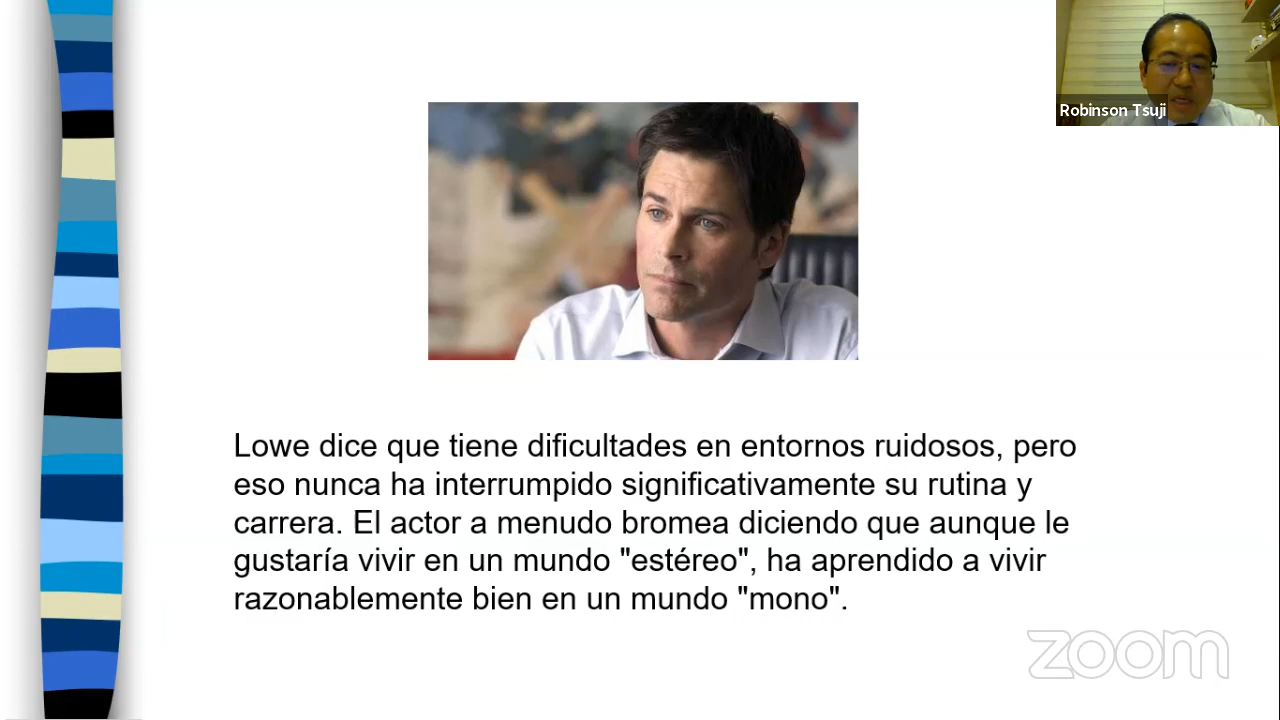 Robinson Tsuji
Lowe dice que tiene dificultades en entornos ruidosos, pero
eso nunca ha interrumpido significativamente su rutina y
carrera. El actor a menudo bromea diciendo que aunque le
gustaría vivir en un mundo "estéreo", ha aprendido a vivir
razonablemente bien en un mundo "mono".
zoom